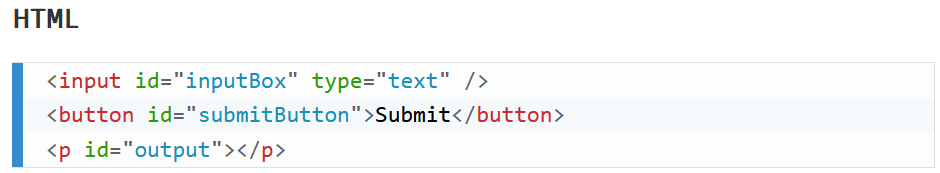 HTML
<input id="inputBox" type="text" />
<button id="submitButton">Submit</button>
<p id="output"></p>